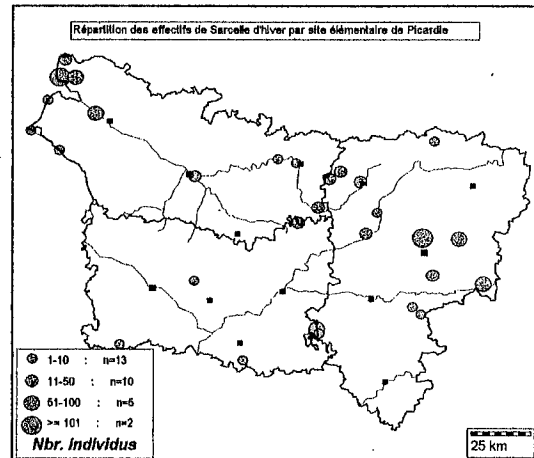 Répartition des effectifs de Sarcelle d'hiver par site élémentaire de Picardie
1-10 : n=13
11-50 : n=10
51-100 : n=6
>= 101 : n=2
Nbr. Individus
25 km